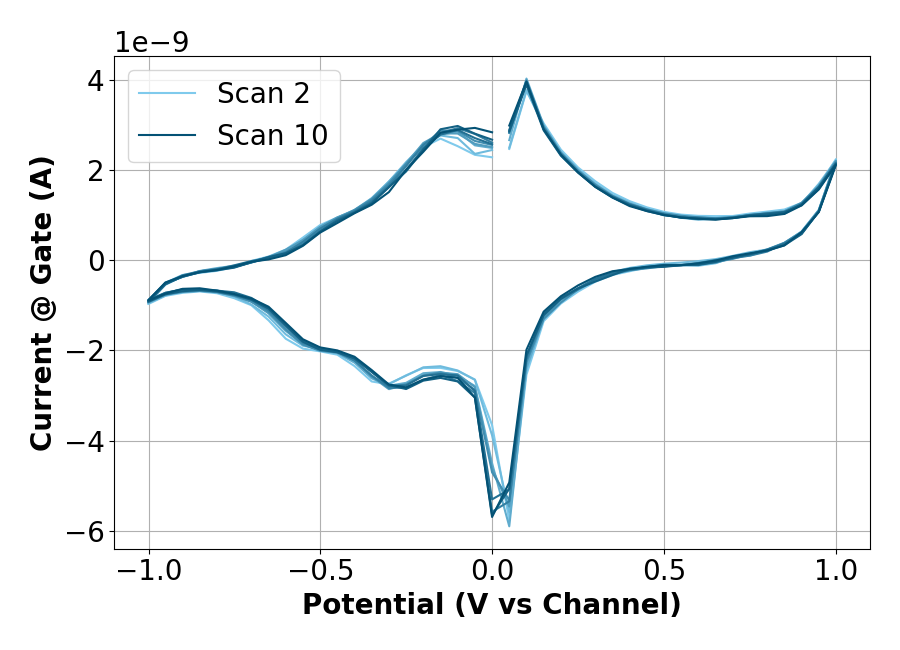 1e−9
Scan 2
Scan 10
4
2
0
−2
−4
−6
Current @ Gate (A)
−1.0 −0.5 0.0 0.5 1.0
Potential (V vs Channel)